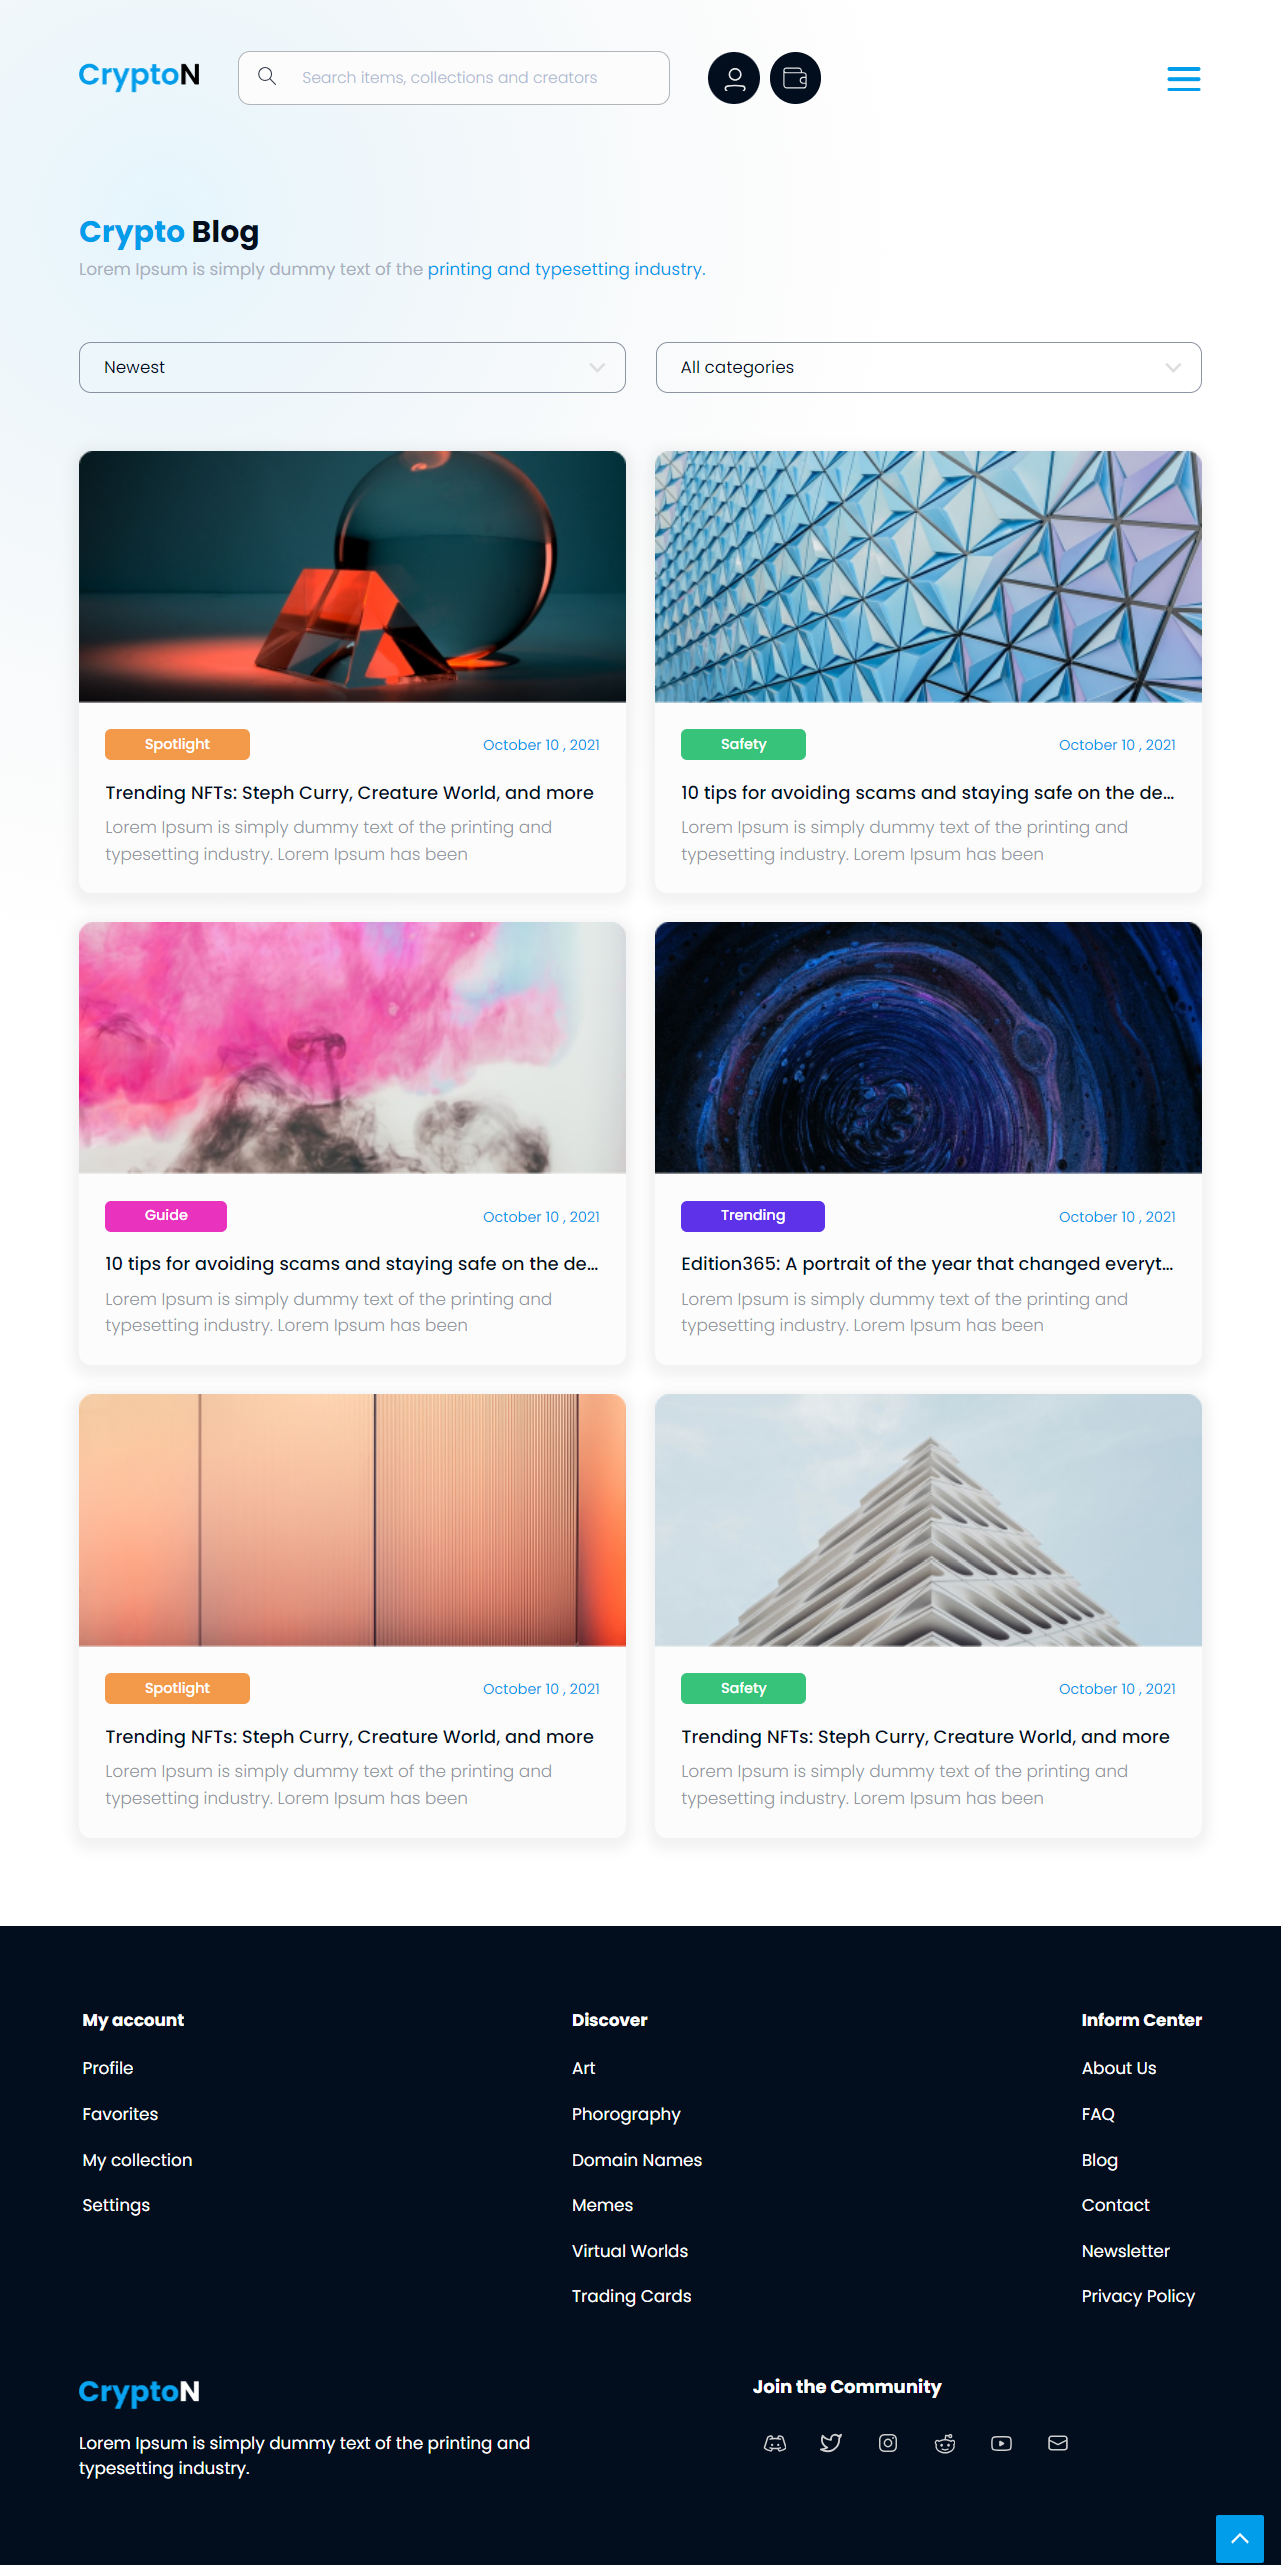 CryptoN
Search items, collections and creators
Crypto Blog
Lorem Ipsum is simply dummy text of the printing and typesetting industry.
Newest
All categories
Spotlight
October 10 , 2021
Trending NFTs: Steph Curry, Creature World, and more
Lorem Ipsum is simply dummy text of the printing and
typesetting industry. Lorem Ipsum has been
Safety
October 10 , 2021
10 tips for avoiding scams and staying safe on the de...
Lorem Ipsum is simply dummy text of the printing and
typesetting industry. Lorem Ipsum has been
Guide
October 10 , 2021
10 tips for avoiding scams and staying safe on the de...
Lorem Ipsum is simply dummy text of the printing and
typesetting industry. Lorem Ipsum has been
Trending
October 10 , 2021
Edition365: A portrait of the year that changed everyt...
Lorem Ipsum is simply dummy text of the printing and
typesetting industry. Lorem Ipsum has been
Spotlight
October 10 , 2021
Trending NFTs: Steph Curry, Creature World, and more
Lorem Ipsum is simply dummy text of the printing and
typesetting industry. Lorem Ipsum has been
Safety
October 10 , 2021
Trending NFTs: Steph Curry, Creature World, and more
Lorem Ipsum is simply dummy text of the printing and
typesetting industry. Lorem Ipsum has been
My account
Profile
Favorites
My collection
Settings
Discover
Art
Phorography
Domain Names
Memes
Virtual Worlds
Trading Cards
Inform Center
About Us
FAQ
Blog
Contact
Newsletter
Privacy Policy
CryptoN
Lorem Ipsum is simply dummy text of the printing and
typesetting industry.
Join the Community